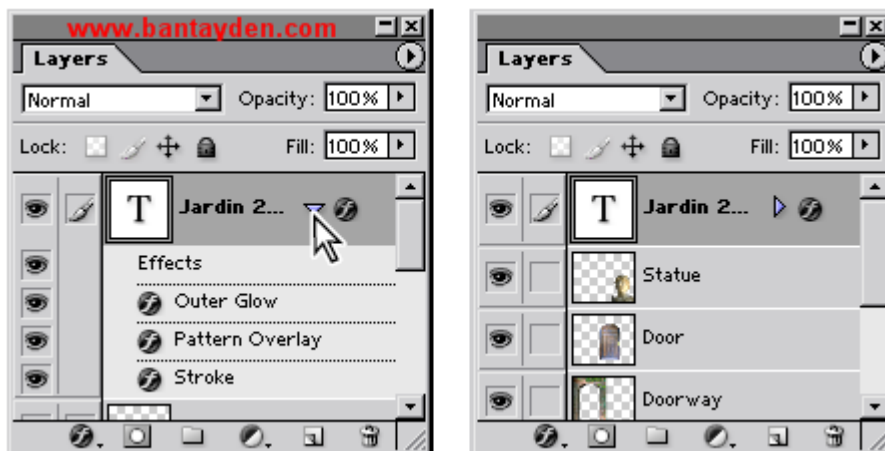 www.bantayden.com
Layers
Normal Opacity: 100%
Lock: Fill: 100%
T Jardin 2...
Effects
Outer Glow
Pattern Overlay
Stroke
Layers
Normal Opacity: 100%
Lock: Fill: 100%
T Jardin 2...
Statue
Door
Doorway